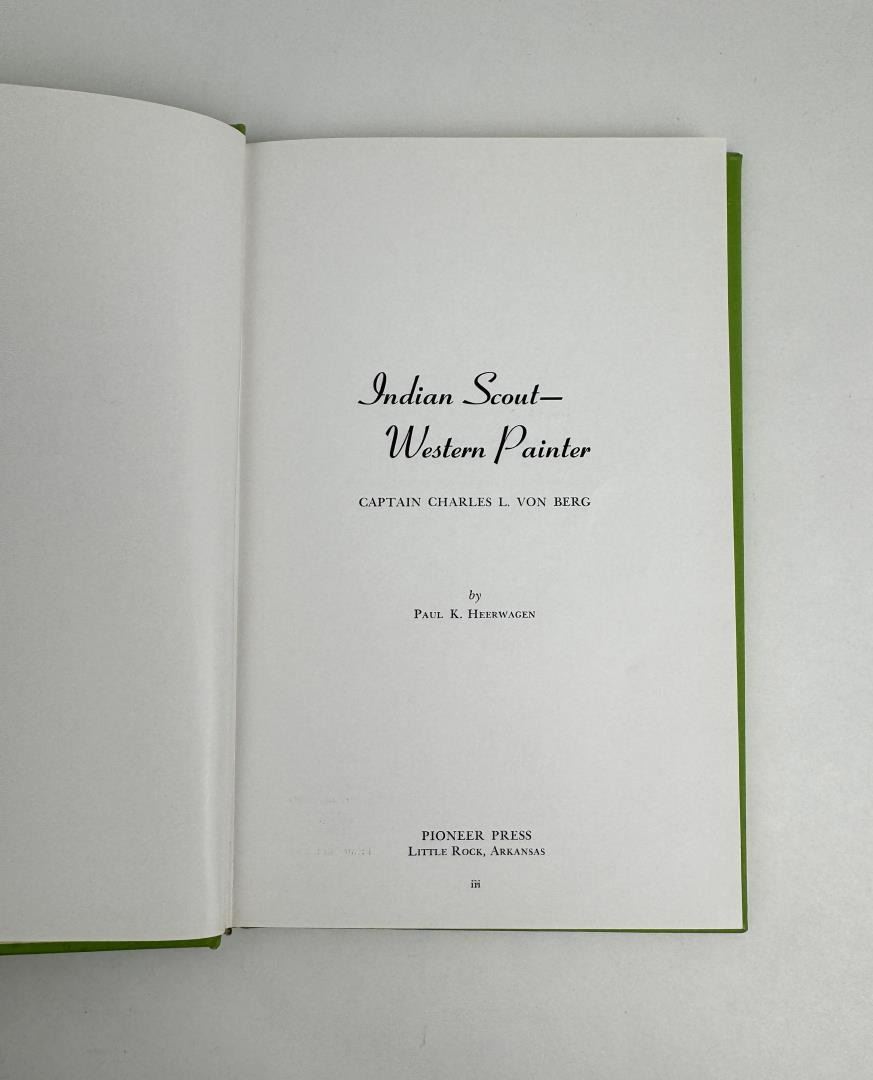 Indian Scout—
Western Painter
CAPTAIN CHARLES L. VON BERG
by
PAUL K. HEERWAGEN
PIONEER PRESS
LITTLE ROCK, ARKANSAS
iii